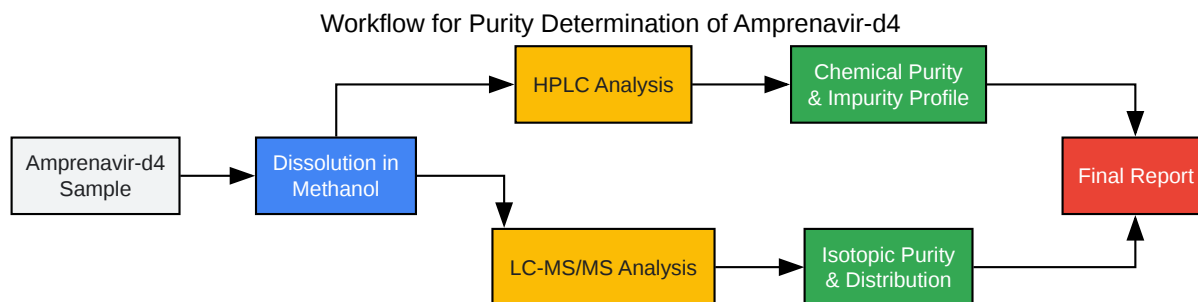 Workflow for Purity Determination of Amprenavir-d4
Amprenavir-d4
Sample
Dissolution in
Methanol
HPLC Analysis
Chemical Purity
& Impurity Profile
LC-MS/MS Analysis
Isotopic Purity
& Distribution
Final Report